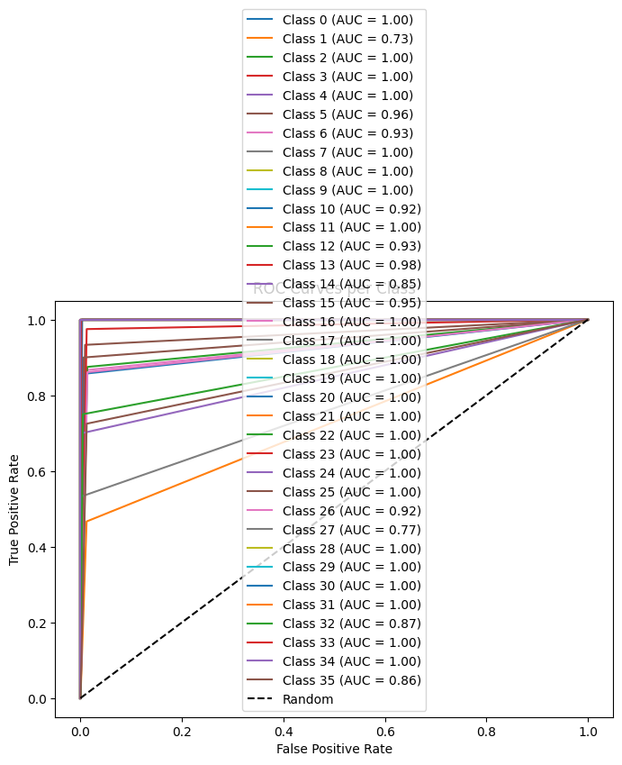 Class 0 (AUC = 1.00)
Class 1 (AUC = 0.73)
Class 2 (AUC = 1.00)
Class 3 (AUC = 1.00)
Class 4 (AUC = 1.00)
Class 5 (AUC = 0.96)
Class 6 (AUC = 0.93)
Class 7 (AUC = 1.00)
Class 8 (AUC = 1.00)
Class 9 (AUC = 1.00)
Class 10 (AUC = 0.92)
Class 11 (AUC = 1.00)
Class 12 (AUC = 0.93)
Class 13 (AUC = 0.98)
ROC Curves per Class
Class 14 (AUC = 0.85)
Class 15 (AUC = 0.95)
Class 16 (AUC = 1.00)
Class 17 (AUC = 1.00)
Class 18 (AUC = 1.00)
Class 19 (AUC = 1.00)
Class 20 (AUC = 1.00)
Class 21 (AUC = 1.00)
Class 22 (AUC = 1.00)
Class 23 (AUC = 1.00)
Class 24 (AUC = 1.00)
Class 25 (AUC = 1.00)
Class 26 (AUC = 0.92)
Class 27 (AUC = 0.77)
Class 28 (AUC = 1.00)
Class 29 (AUC = 1.00)
Class 30 (AUC = 1.00)
Class 31 (AUC = 1.00)
Class 32 (AUC = 0.87)
Class 33 (AUC = 1.00)
Class 34 (AUC = 1.00)
Class 35 (AUC = 0.86)
Random
True Positive Rate
1.0
0.8
0.6
0.4
0.2
0.0
0.0 0.2 0.4 0.6 0.8 1.0
False Positive Rate